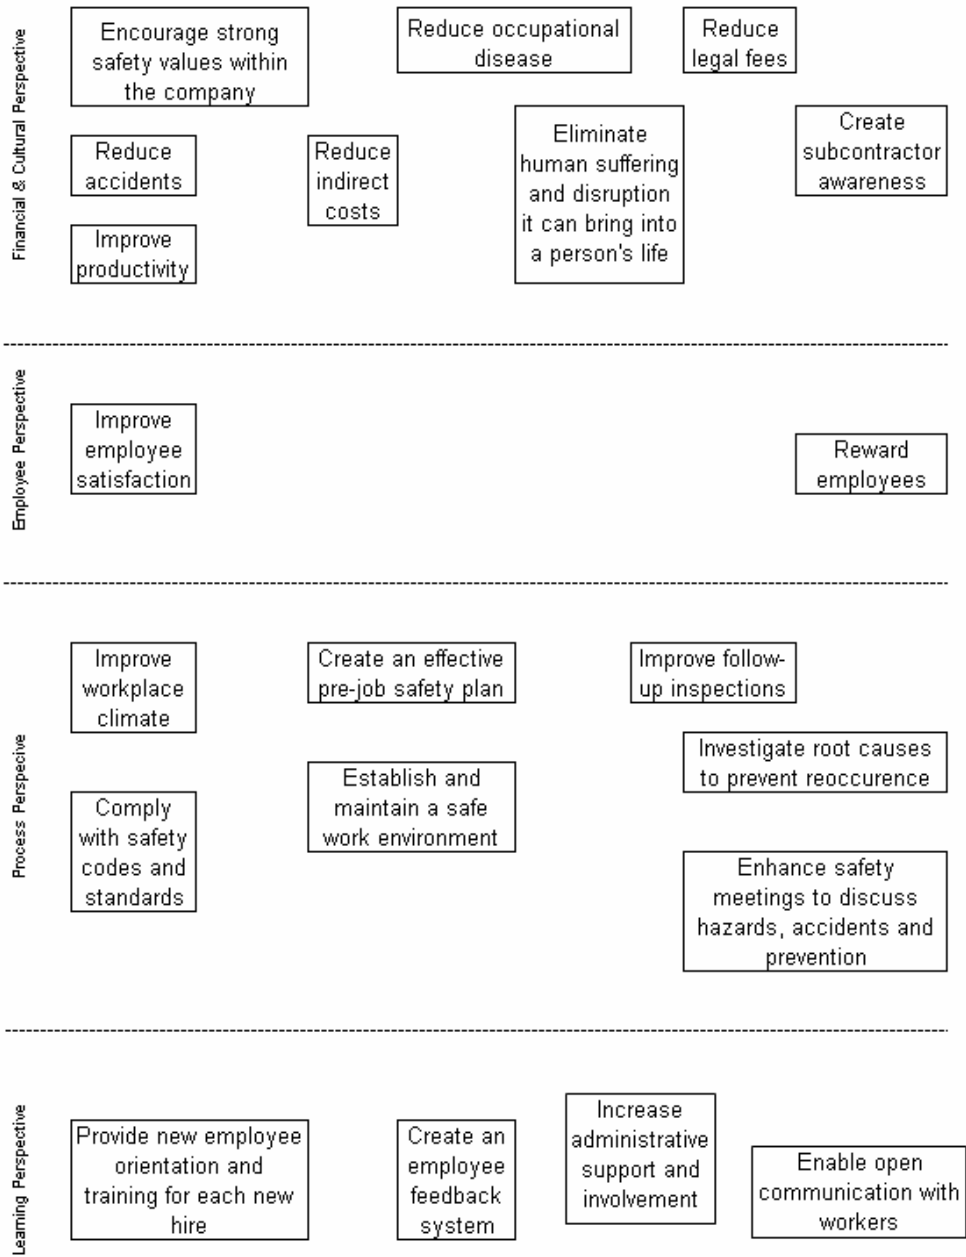 Financial & Cultural Perspective
Encourage strong
safety values within
the company
Reduce occupational
disease
Reduce
legal fees
Reduce
accidents
Reduce
indirect
costs
Eliminate
human suffering
and disruption
it can bring into
a person's life
Create
subcontractor
awareness
Improve
productivity
Employee Perspective
Improve
employee
satisfaction
Reward
employees
Process Perspecive
Improve
workplace
climate
Create an effective
pre-job safety plan
Improve follow-
up inspections
Investigate root causes
to prevent reoccurence
Comply
with safety
codes and
standards
Establish and
maintain a safe
work environment
Enhance safety
meetings to discuss
hazards, accidents and
prevention
Learning Perspective
Provide new employee
orientation and
training for each new
hire
Create an
employee
feedback
system
Increase
administrative
support and
involvement
Enable open
communication with
workers